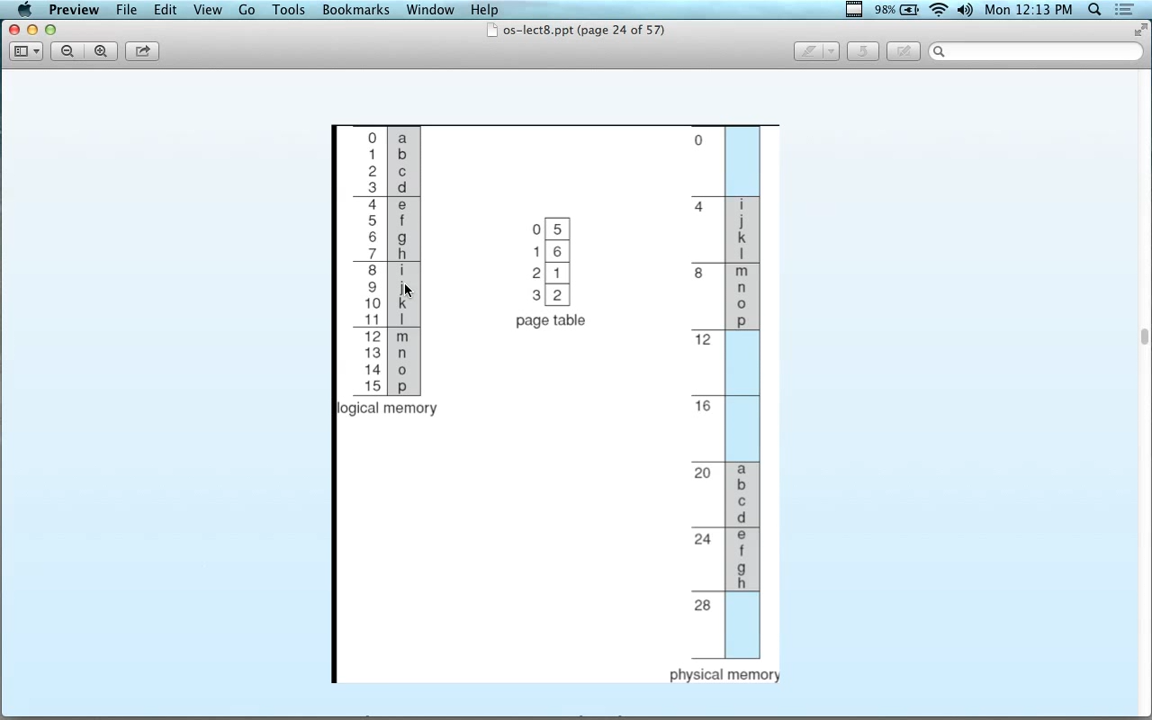 Preview File Edit View Go Tools Bookmarks Window Help 98% Mon 12:13 PM
os-lect8.ppt (page 24 of 57)
0 a
1 b
2 c
3 d
4 e
5 f
6 g
7 h
8 i
9 j
10 k
11 l
12 m
13 n
14 o
15 p
logical memory
0 5
1 6
2 1
3 2
page table
0
4 i
j
k
l
8 m
n
o
p
12
16
20 a
b
c
d
24 e
f
g
h
28
physical memory